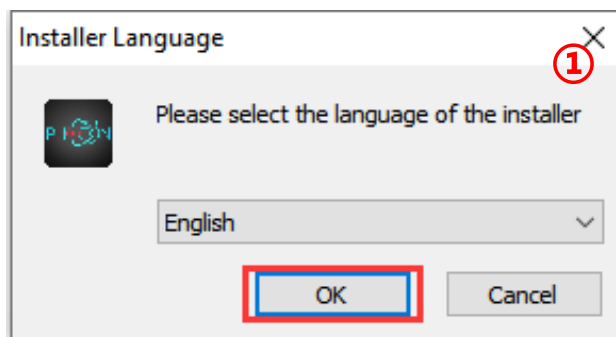 Installer Language
①
Please select the language of the installer
English
OK
Cancel